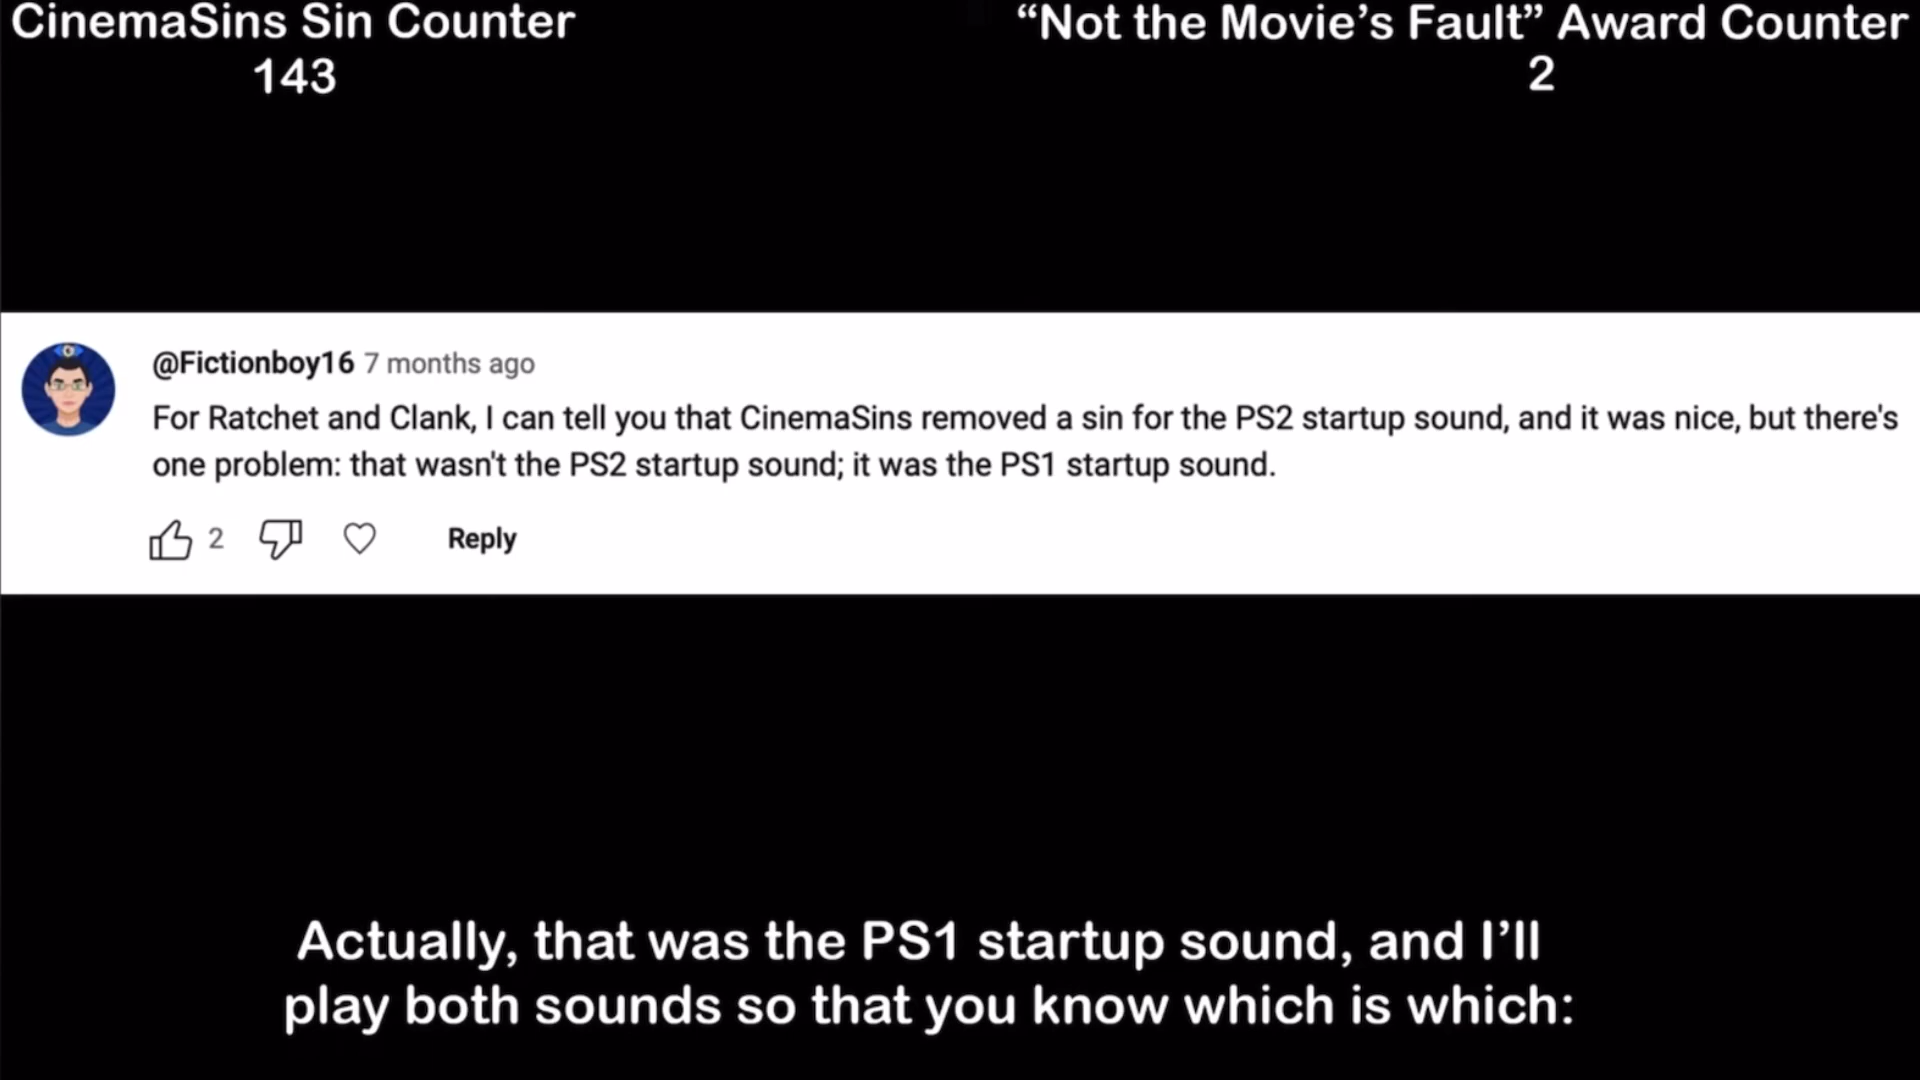 CinemaSins Sin Counter
143
“Not the Movie’s Fault” Award Counter
2
@Fictionboy16 7 months ago
For Ratchet and Clank, I can tell you that CinemaSins removed a sin for the PS2 startup sound, and it was nice, but there's
one problem: that wasn't the PS2 startup sound; it was the PS1 startup sound.
2 Reply
Actually, that was the PS1 startup sound, and I’ll
play both sounds so that you know which is which: